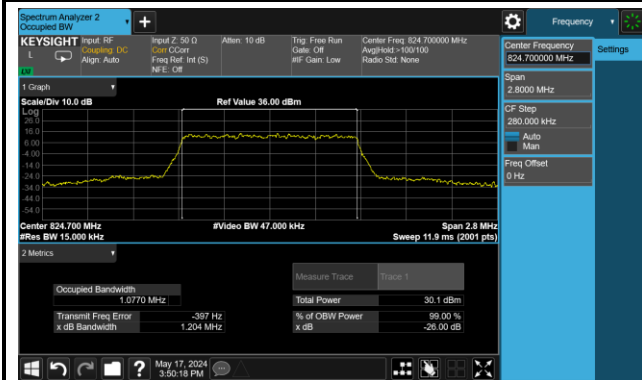 Spectrum Analyzer 2
Occupied BW
Frequency
KEYSIGHT
L
Input: RF
Coupling: DC
Align: Auto
Input Z: 50 Ω
Corr CCorr
Freq Ref: Int (S)
NFE: Off
Atten: 10 dB
Trig: Free Run
Gate: Off
#IF Gain: Low
Center Freq: 824.700000 MHz
Avg|Hold:>100/100
Radio Std: None
Center Frequency
824.700000 MHz
Settings
Span
2.8000 MHz
CF Step
280.000 kHz
Auto
Man
Freq Offset
0 Hz
1 Graph
Scale/Div 10.0 dB
Ref Value 36.00 dBm
Log
26.0
16.0
6.00
-4.00
-14.0
-24.0
-34.0
-44.0
-54.0
Center 824.700 MHz
#Video BW 47.000 kHz
Span 2.8 MHz
#Res BW 15.000 kHz
Sweep 11.9 ms (2001 pts)
2 Metrics
Measure Trace
Trace 1
Occupied Bandwidth
1.0770 MHz
Total Power
30.1 dBm
Transmit Freq Error
-397 Hz
% of OBW Power
99.00 %
x dB Bandwidth
1.204 MHz
x dB
-26.00 dB
May 17, 2024
3:50:18 PM